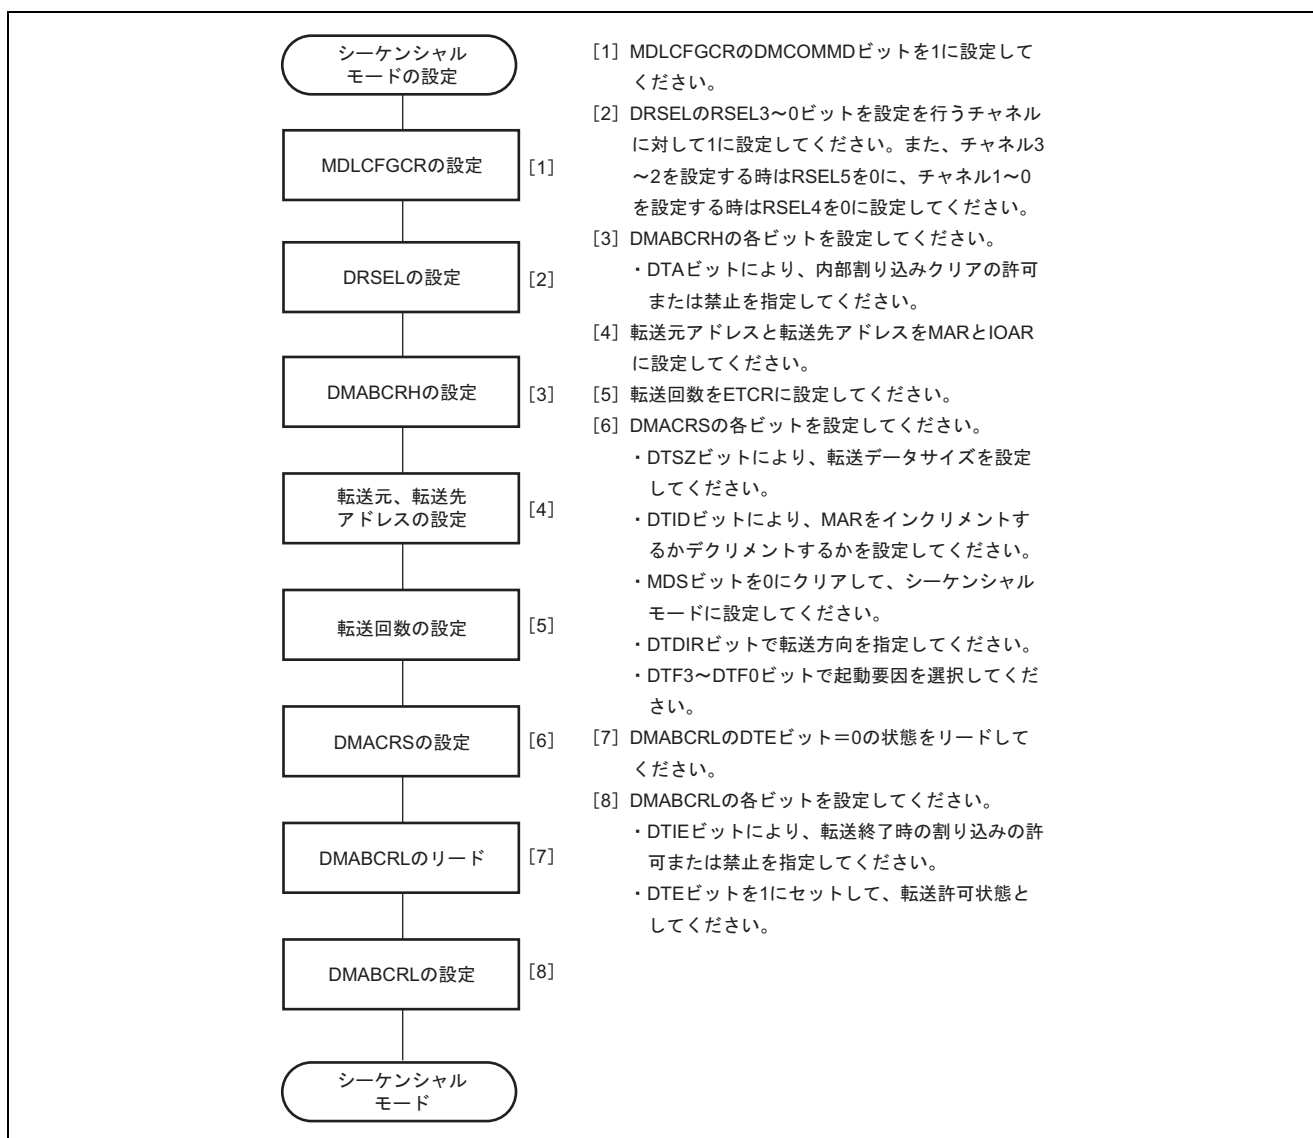 シーケンシャル
モードの設定
MDLCFGCRの設定
[1]
DRSELの設定
[2]
DMABCRHの設定
[3]
転送元、転送先
アドレスの設定
[4]
転送回数の設定
[5]
DMACRSの設定
[6]
DMABCRLのリード
[7]
DMABCRLの設定
[8]
シーケンシャル
モード
[1] MDLCFGCRのDMCOMMDビットを1に設定して
ください。
[2] DRSELのRSEL3～0ビットを設定を行うチャネル
に対して1に設定してください。また、チャネル3
～2を設定する時はRSEL5を0に、チャネル1～0
を設定する時はRSEL4を0に設定してください。
[3] DMABCRHの各ビットを設定してください。
・DTAビットにより、内部割り込みクリアの許可
または禁止を指定してください。
[4] 転送元アドレスと転送先アドレスをMARとIOAR
に設定してください。
[5] 転送回数をETCRに設定してください。
[6] DMACRSの各ビットを設定してください。
・DTSZビットにより、転送データサイズを設定
してください。
・DTIDビットにより、MARをインクリメントす
るかデクリメントするかを設定してください。
・MDSビットを0にクリアして、シーケンシャル
モードに設定してください。
・DTDIRビットで転送方向を指定してください。
・DTF3～DTF0ビットで起動要因を選択してくだ
さい。
[7] DMABCRLのDTEビット＝0の状態をリードして
ください。
[8] DMABCRLの各ビットを設定してください。
・DTIEビットにより、転送終了時の割り込みの許
可または禁止を指定してください。
・DTEビットを1にセットして、転送許可状態と
してください。